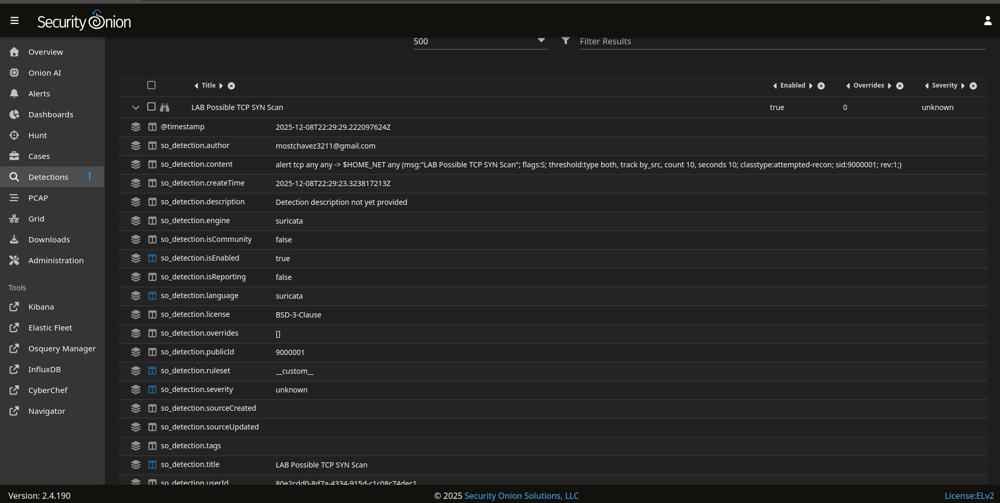 Security Onion
500
Filter Results
Overview
Onion AI
Alerts
Dashboards
Hunt
Cases
Detections !
PCAP
Grid
Downloads
Administration
Tools
Kibana
Elastic Fleet
Osquery Manager
InfluxDB
CyberChef
Navigator
Title Enabled Overrides Severity
LAB Possible TCP SYN Scan true 0 unknown
@timestamp 2025-12-08T22:29:29.222097624Z
so_detection.author mostchavez3211@gmail.com
so_detection.content alert tcp any any -> $HOME_NET any (msg:"LAB Possible TCP SYN Scan"; flags:S; threshold:type both, track by_src, count 10, seconds 10; classtype:attempted-recon; sid:9000001; rev:1;)
so_detection.createTime 2025-12-08T22:29:23.323817213Z
so_detection.description Detection description not yet provided
so_detection.engine suricata
so_detection.isCommunity false
so_detection.isEnabled true
so_detection.isReporting false
so_detection.language suricata
so_detection.license BSD-3-Clause
so_detection.overrides []
so_detection.publicId 9000001
so_detection.ruleset __custom__
so_detection.severity unknown
so_detection.sourceCreated
so_detection.sourceUpdated
so_detection.tags
so_detection.title LAB Possible TCP SYN Scan
so_detection.userId 80e2cdd0-8d7a-4334-915d-c1c08c74dec1
Version: 2.4.190
© 2025 Security Onion Solutions, LLC
License:ELv2